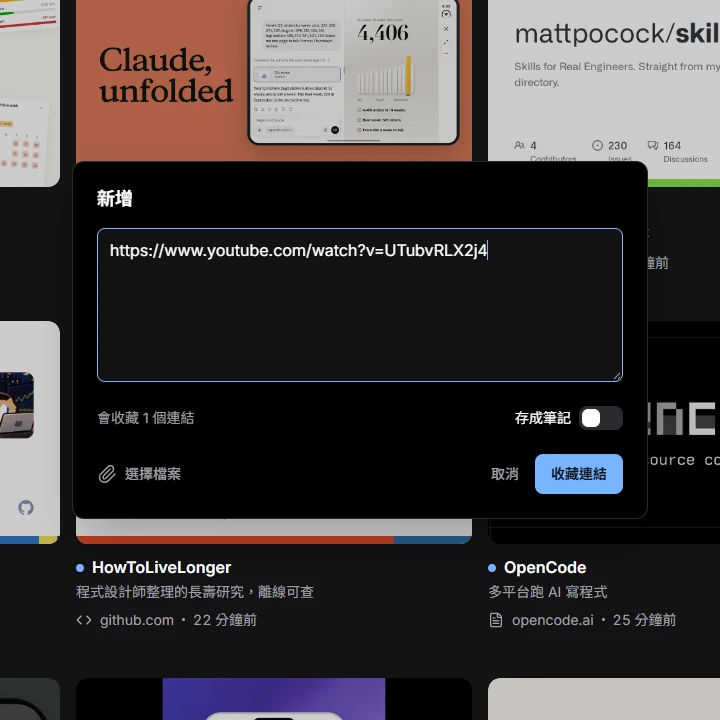 Claude,
unfolded
4,406
mattpocock/skil
Skills for Real Engineers. Straight from my
directory.
4
Contributors
230
Issues
164
Discussions
新增
https://www.youtube.com/watch?v=UTubvRLX2j4
鐘前
會收藏 1 個連結
存成筆記
選擇檔案
取消
收藏連結
ource co
HowToLiveLonger
程式設計師整理的長壽研究，離線可查
github.com · 22 分鐘前
OpenCode
多平台跑 AI 寫程式
opencode.ai · 25 分鐘前